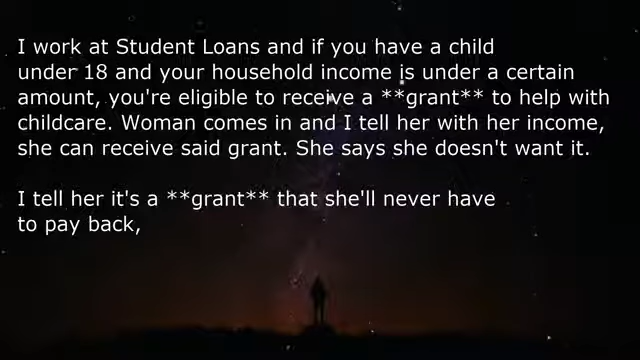 I work at Student Loans and if you have a child
under 18 and your household income is under a certain
amount, you're eligible to receive a **grant** to help with
childcare. Woman comes in and I tell her with her income,
she can receive said grant. She says she doesn't want it.
I tell her it's a **grant** that she'll never have
to pay back,